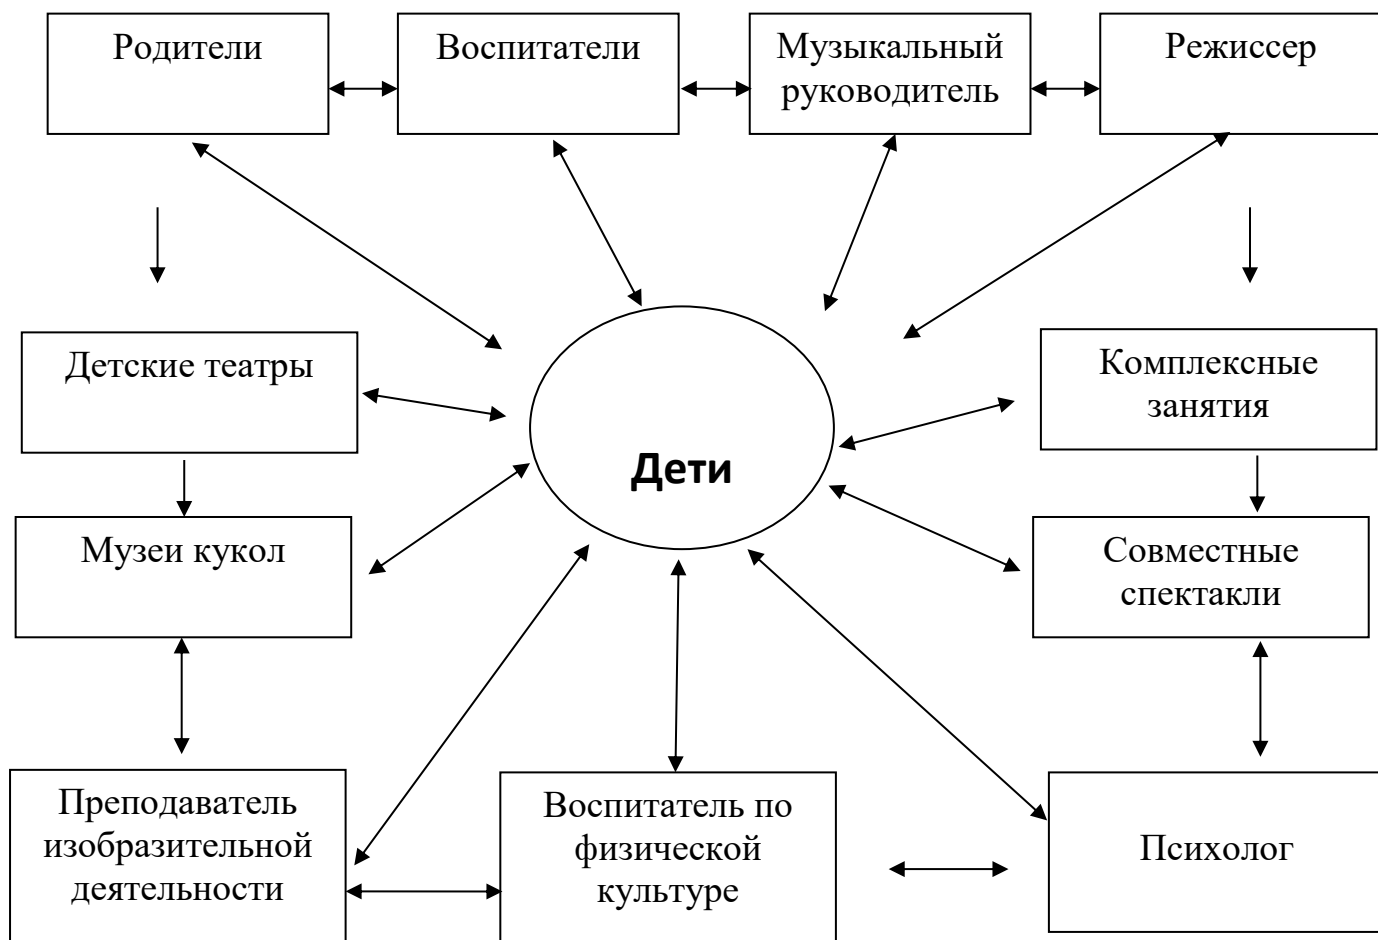 Родители
Воспитатели
Музыкальный
руководитель
Режиссер
Детские театры
Комплексные
занятия
Дети
Музеи кукол
Совместные
спектакли
Преподаватель
изобразительной
деятельности
Воспитатель по
физической
культуре
Психолог